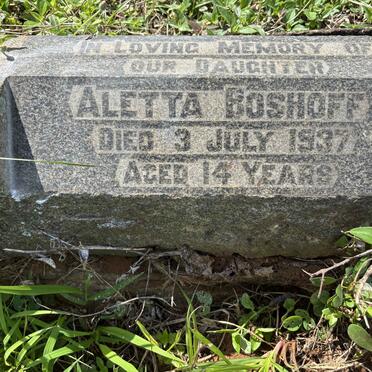 In Loving Memory Of
Our Daughter
Aletta Boshoff
Died 3 July 1937
Aged 14 Years